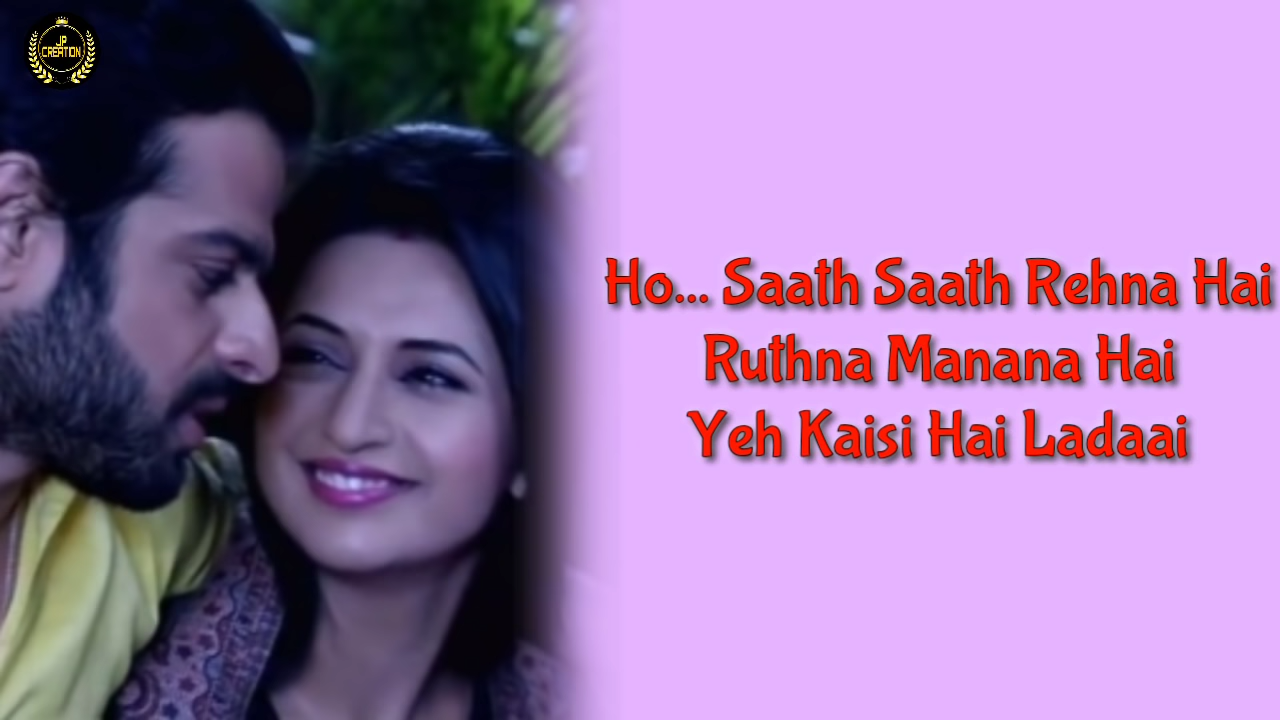 JP
CREATION
Ho... Saath Saath Rehna Hai
Ruthna Manana Hai
Yeh Kaisi Hai Ladaai